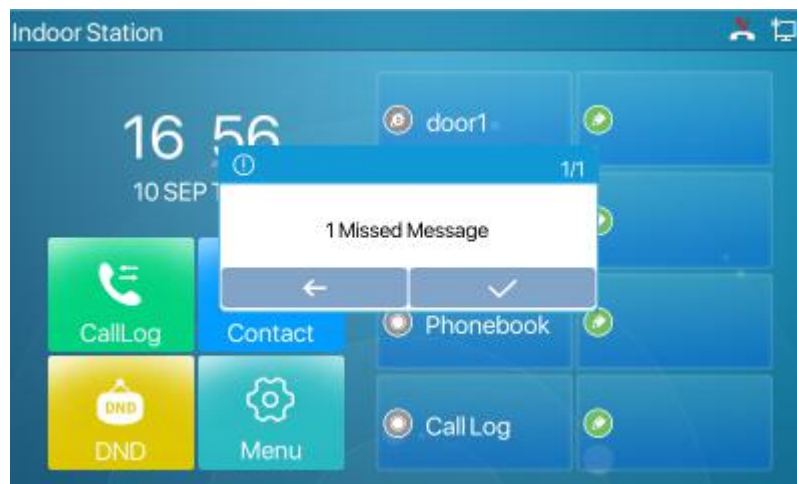 Indoor Station
16 56
10 SEP
door1
1/1
1 Missed Message
CallLog
Contact
Phonebook
DND
DND
Menu
Call Log